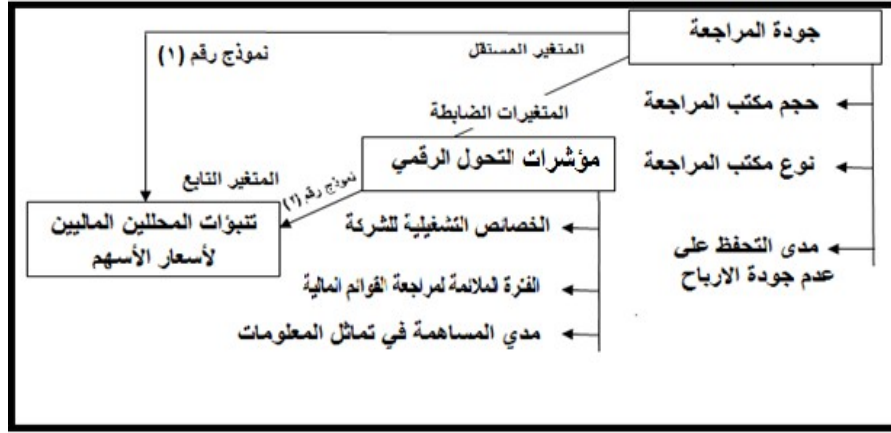 جودة المراجعة
المتغير المستقل
نموذج رقم (١)
حجم مكتب المراجعة
المتغيرات الضابطة
نوع مكتب المراجعة
مؤشرات التحول الرقمي
نموذج رقم (٢)
المتغير التابع
تنبؤات المحللين الماليين
لأسعار الأسهم
الخصائص التشغيلية للشركة
مدى التحفظ على
عدم جودة الارباح
الفترة الملائمة لمراجعة القوائم المالية
مدي المساهمة في تماثل المعلومات